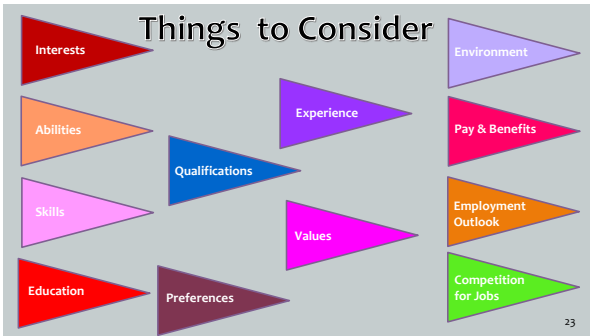 Things to Consider
Interests
Abilities
Skills
Education
Qualifications
Preferences
Experience
Values
Environment
Pay & Benefits
Employment
Outlook
Competition
for Jobs
23